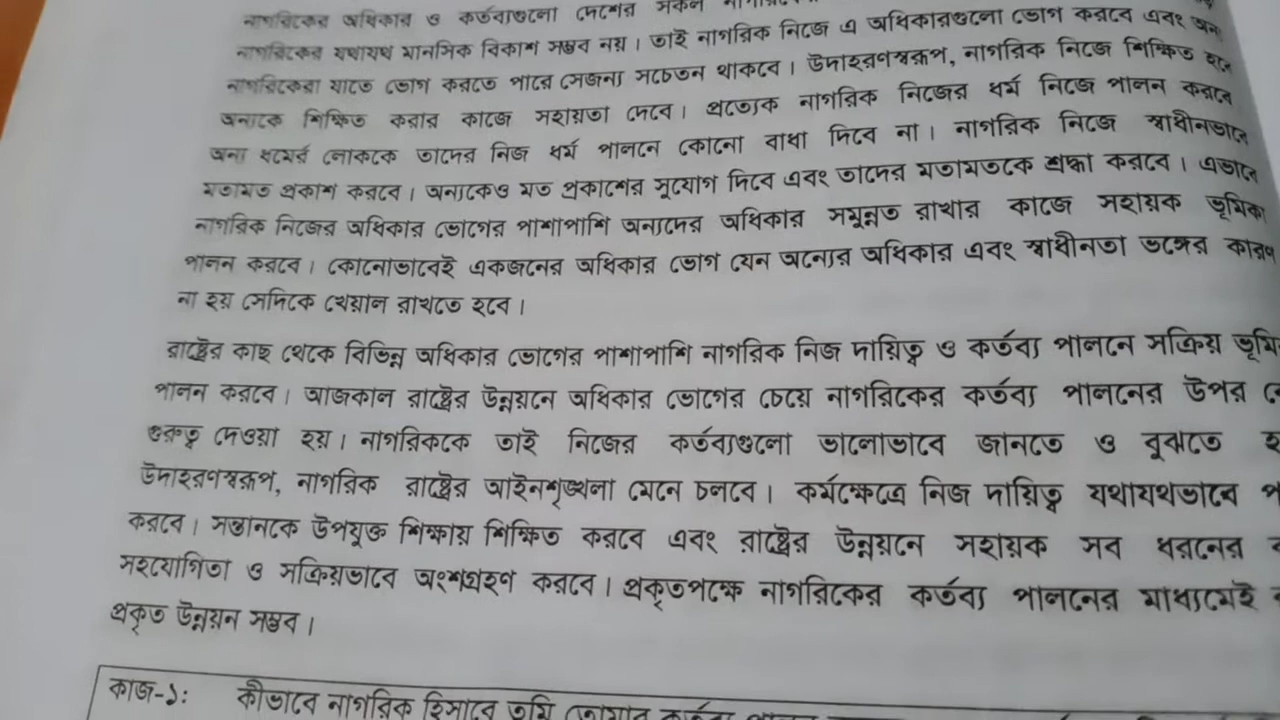 নাগরিকের অধিকার ও কর্তব্যগুলো দেশের সকল
নাগরিকের যথাযথ মানসিক বিকাশ সম্ভব নয়। তাই নাগরিক নিজে এ অধিকারগুলো ভোগ করবে এবং
নাগরিকেরা যাতে ভোগ করতে পারে সেজন্য সচেতন থাকবে। উদাহরণস্বরূপ, নাগরিক নিজে শিক্ষিত হবে
অন্যকে শিক্ষিত করার কাজে সহায়তা দেবে। প্রত্যেক নাগরিক নিজের ধর্ম নিজে পালন করবে
অন্য ধর্মের লোককে তাদের নিজ ধর্ম পালনে কোনো বাধা দিবে না। নাগরিক নিজে স্বাধীনভাবে
মতামত প্রকাশ করবে। অন্যকেও মত প্রকাশের সুযোগ দিবে এবং তাদের মতামতকে শ্রদ্ধা করবে। এভাবে
নাগরিক নিজের অধিকার ভোগের পাশাপাশি অন্যদের অধিকার সমুন্নত রাখার কাজে সহায়ক ভূমিকা
পালন করবে। কোনোভাবেই একজনের অধিকার ভোগ যেন অন্যের অধিকার এবং স্বাধীনতা ভঙ্গের কারণ
না হয় সেদিকে খেয়াল রাখতে হবে।
রাষ্ট্রের কাছ থেকে বিভিন্ন অধিকার ভোগের পাশাপাশি নাগরিক নিজ দায়িত্ব ও কর্তব্য পালনে সক্রিয়
পালন করবে। আজকাল রাষ্ট্রের উন্নয়নে অধিকার ভোগের চেয়ে নাগরিকের কর্তব্য পালনের উপর
গুরুত্ব দেওয়া হয়। নাগরিককে তাই নিজের কর্তব্যগুলো ভালোভাবে জানতে ও বুঝতে
উদাহরণস্বরূপ, নাগরিক রাষ্ট্রের আইনশৃঙ্খলা মেনে চলবে। কর্মক্ষেত্রে নিজ দায়িত্ব যথাযথভাবে
করবে। সন্তানকে উপযুক্ত শিক্ষায় শিক্ষিত করবে এবং রাষ্ট্রের উন্নয়নে সহায়ক সব ধরনের
সহযোগিতা ও সক্রিয়ভাবে অংশগ্রহণ করবে। প্রকৃতপক্ষে নাগরিকের কর্তব্য পালনের মাধ্যমেই
প্রকৃত উন্নয়ন সম্ভব।
কাজ-১: কীভাবে নাগরিক হিসাবে তুমি তোমার কর্তব্য